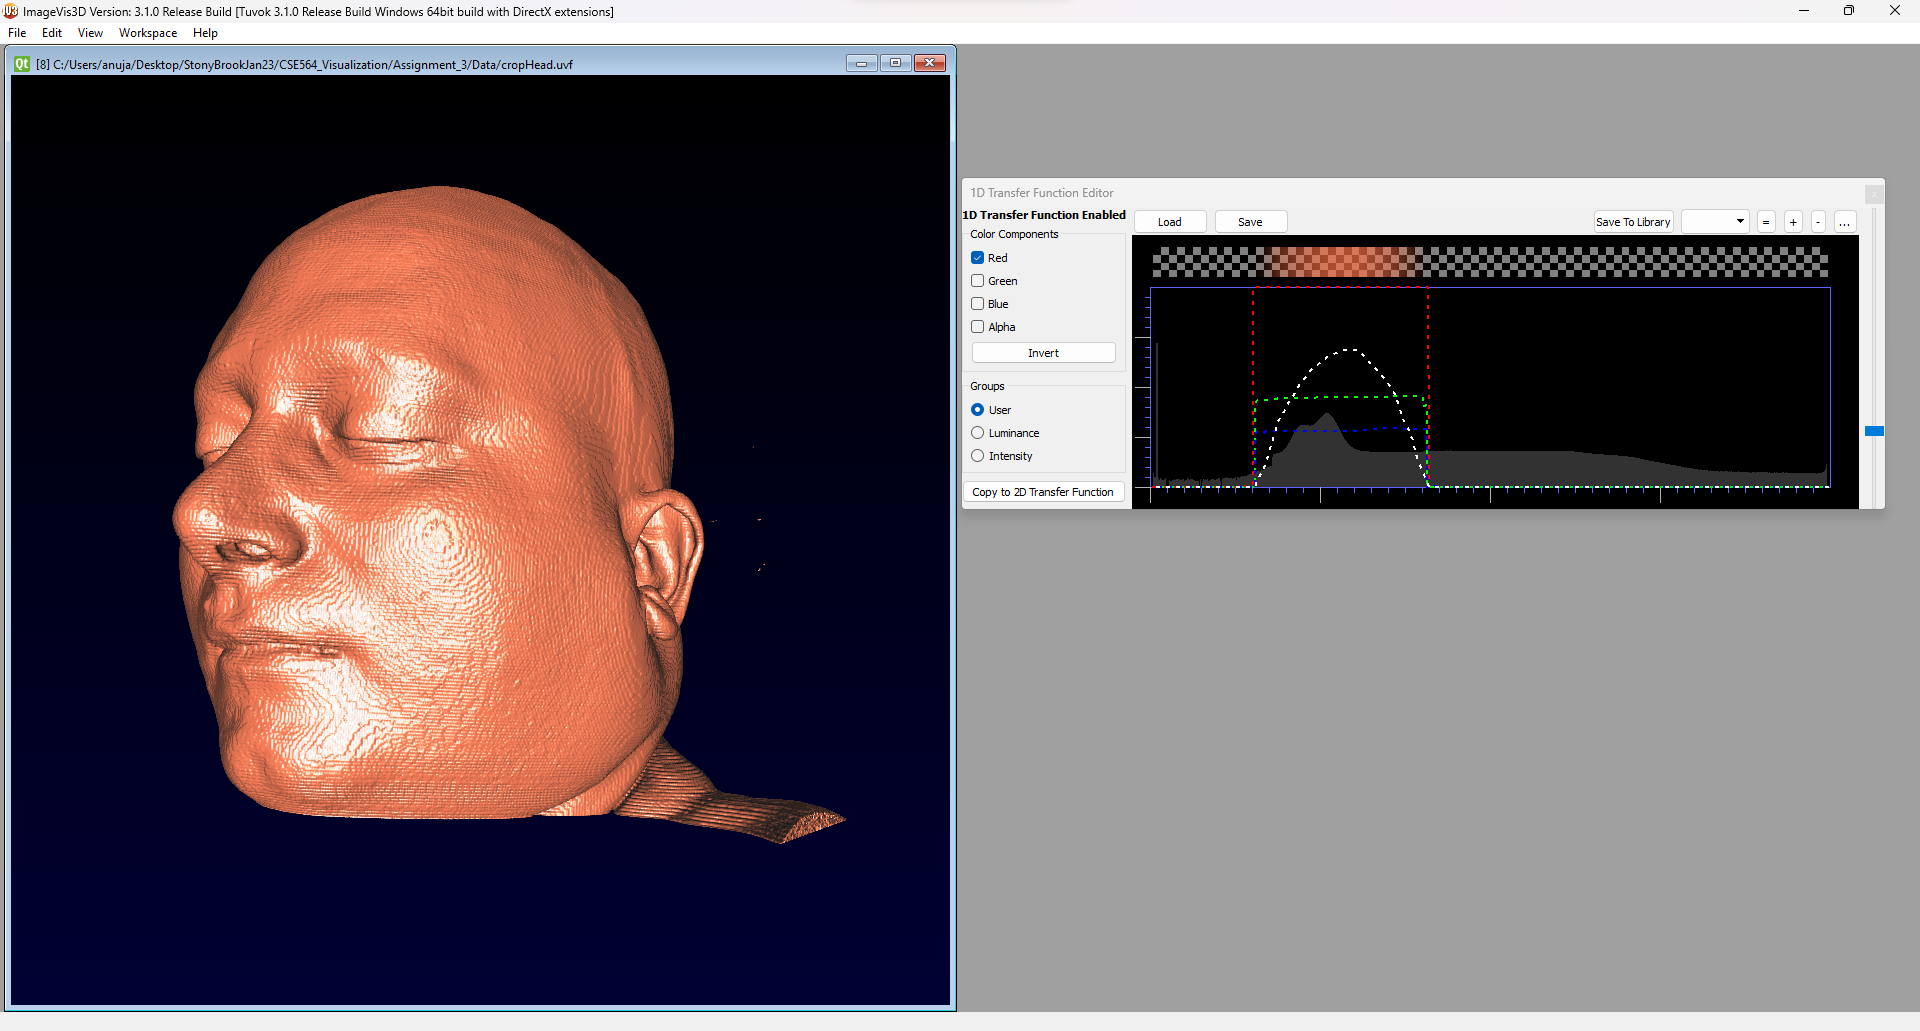 ImageVis3D Version: 3.1.0 Release Build [Tuvok 3.1.0 Release Build Windows 64bit build with DirectX extensions]
File Edit View Workspace Help
Qt [8] C:/Users/anuja/Desktop/StonyBrookJan23/CSE564_Visualization/Assignment_3/Data/cropHead.uvf
1D Transfer Function Editor
1D Transfer Function Enabled
Load Save Save To Library = + - ...
Color Components
Red
Green
Blue
Alpha
Invert
Groups
User
Luminance
Intensity
Copy to 2D Transfer Function